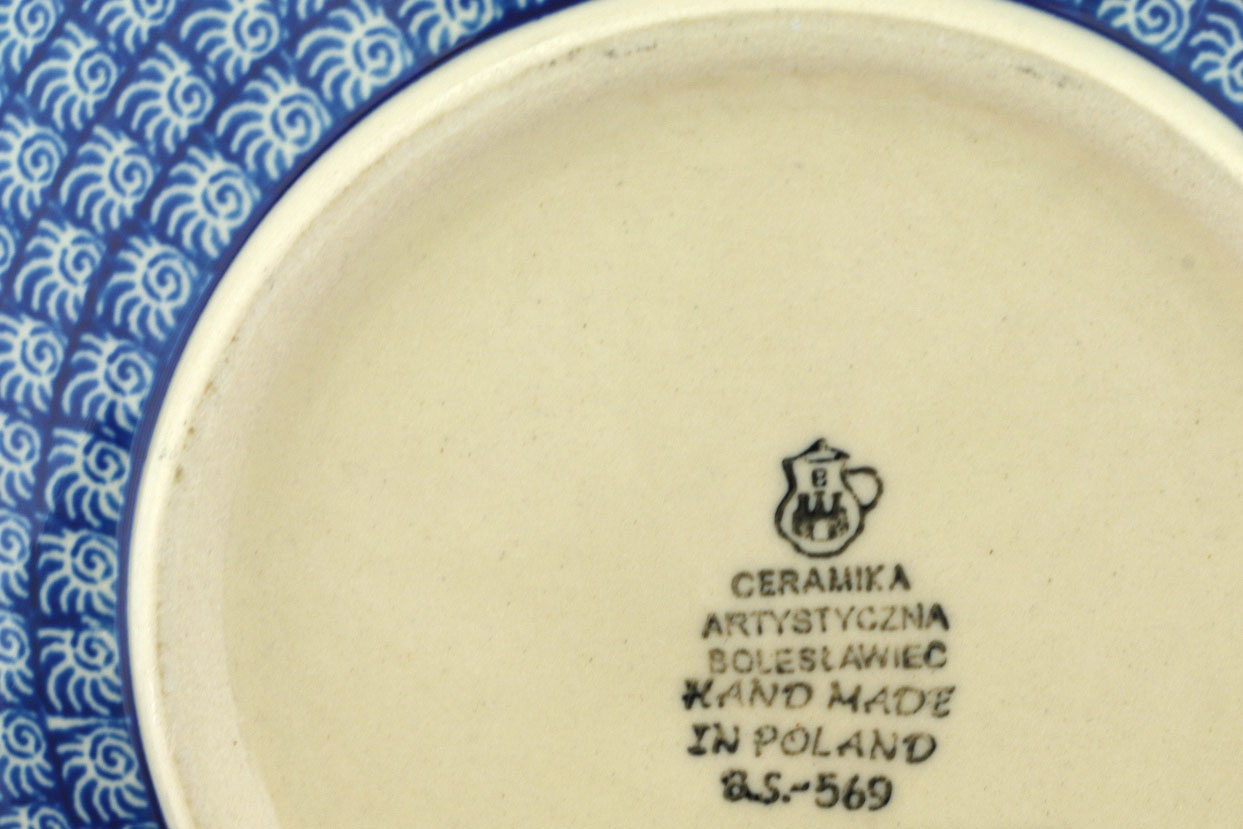 B
CERAMIKA
ARTYSTYCZNA
BOLESŁAWIEC
HAND MADE
IN POLAND
a.s.-569